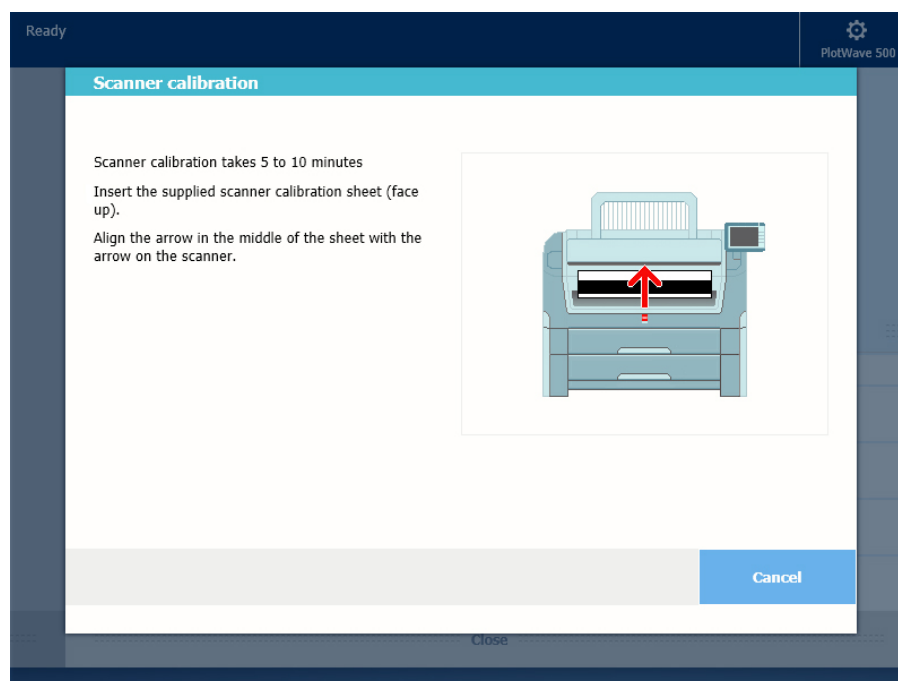 Ready
PlotWave 500
Scanner calibration
Scanner calibration takes 5 to 10 minutes
Insert the supplied scanner calibration sheet (face
up).
Align the arrow in the middle of the sheet with the
arrow on the scanner.
Cancel
Close